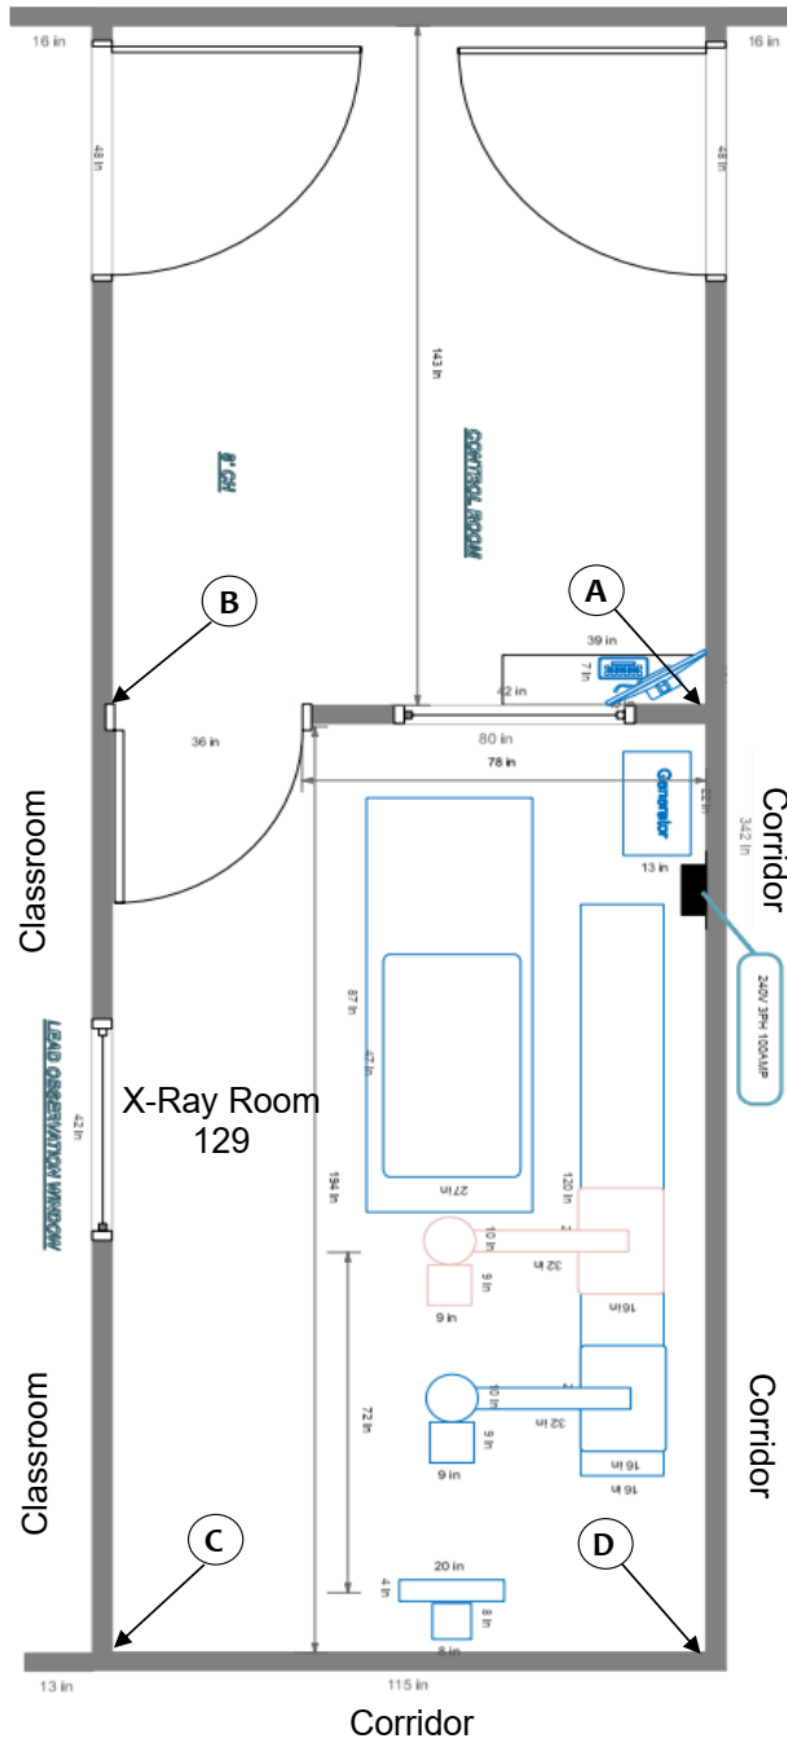 16 in
16 in
48 In
48 In
143 In
8' CH
CONTROL ROOM
B
A
39 in
7 in
42 in
36 in
80 in
78 in
Generator
22 in
342 In
13 in
Classroom
Corridor
240V 3PH 100AMP
87 In
47 In
LEAD OBSERVATION WINDOW
42 In
X-Ray Room
129
27in
194 In
120 In
10 In
32 in
9 In
9 in
16in
10 In
32 in
9 In
9 in
72 In
16 in
16 in
Classroom
Corridor
C
D
20 in
4 In
8 In
8 in
13 in
115 in
Corridor